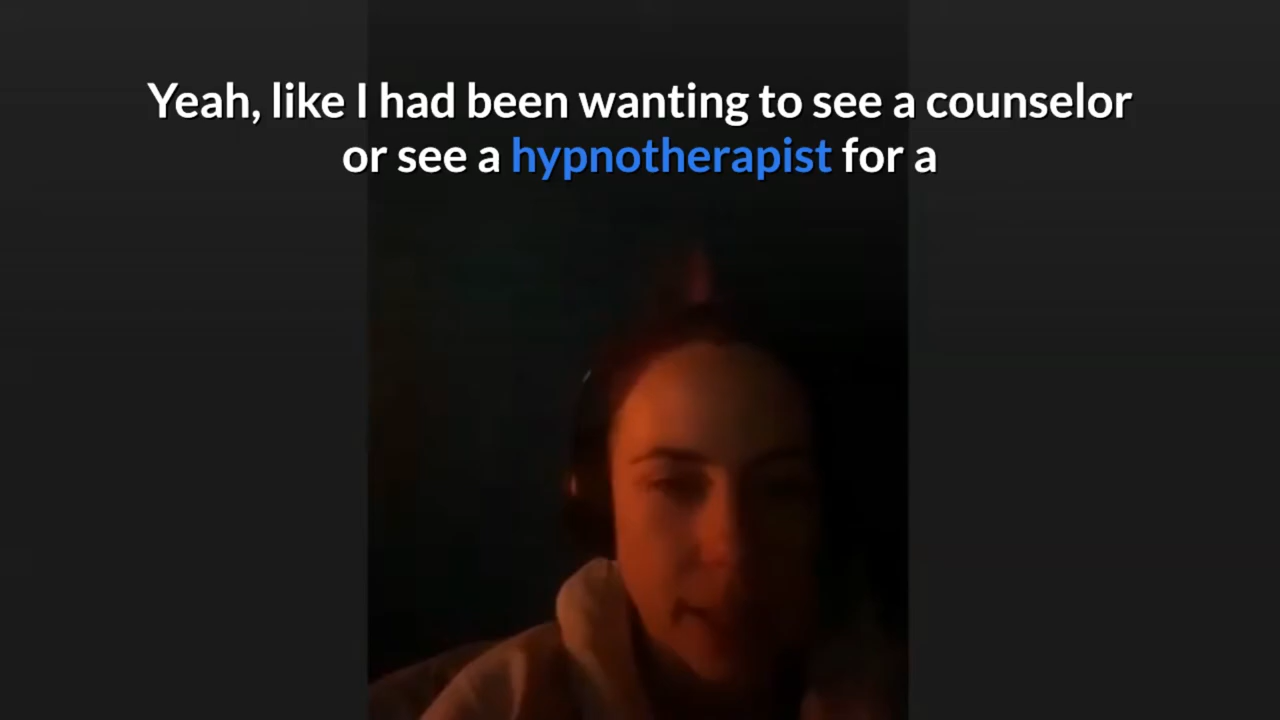 Yeah, like I had been wanting to see a counselor
or see a hypnotherapist for a